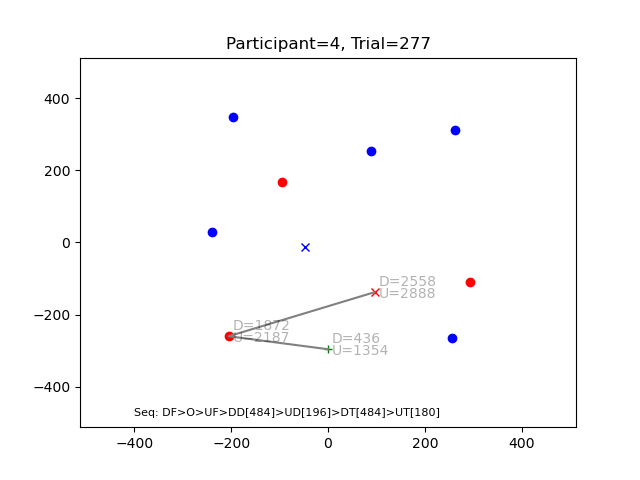 Participant=4, Trial=277
400
200
0
−200
−400
D=2558
U=2888
D=1872
U=2187
D=436
U=1354
Seq: DF>O>UF>DD[484]>UD[196]>DT[484]>UT[180]
−400
−200
0
200
400